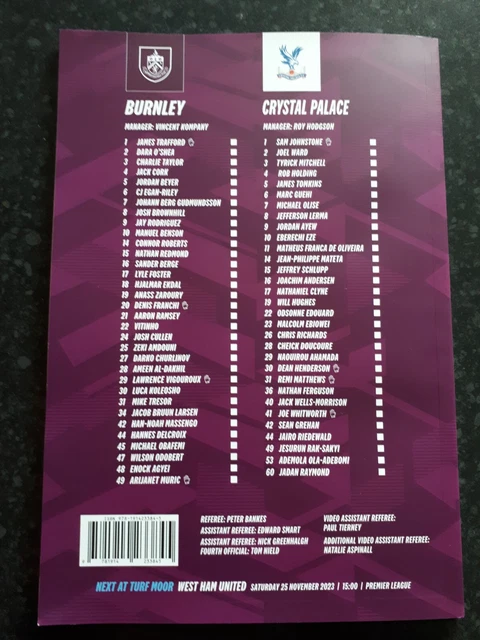 BURNLEY
MANAGER: VINCENT KOMPANY
1 JAMES TRAFFORD
2 DARA O'SHEA
3 CHARLIE TAYLOR
4 JACK CORK
5 JORDAN BEYER
6 CJ EGAN-RILEY
7 JOHANN BERG GUDMUNDSSON
8 JOSH BROWNHILL
9 JAY RODRIGUEZ
10 MANUEL BENSON
14 CONNOR ROBERTS
15 NATHAN REDMOND
16 SANDER BERGE
17 LYLE FOSTER
18 HJALMAR EKDAL
19 ANASS ZAROURY
20 DENIS FRANCHI
21 AARON RAMSEY
22 VITINHO
24 JOSH CULLEN
25 ZEKI AMDOUNI
27 DARKO CHURLINOV
28 AMEEN AL-DAKHIL
29 LAWRENCE VIGOUROUX
30 LUCA KOLEOSHO
31 MIKE TRESOR
34 JACOB BRUUN LARSEN
42 HAN-NOAH MASSENGO
44 HANNES DELCROIX
45 MICHAEL OBAFEMI
47 WILSON ODOBERT
48 ENOCK AGYEI
49 ARIJANET MURIC
CRYSTAL PALACE
MANAGER: ROY HODGSON
1 SAM JOHNSTONE
2 JOEL WARD
3 TYRICK MITCHELL
4 ROB HOLDING
5 JAMES TOMKINS
6 MARC GUEHI
7 MICHAEL OLISE
8 JEFFERSON LERMA
9 JORDAN AYEW
10 EBERECHI EZE
11 MATHEUS FRANCA DE OLIVEIRA
14 JEAN-PHILIPPE MATETA
15 JEFFREY SCHLUPP
16 JOACHIM ANDERSEN
17 NATHANIEL CLYNE
19 WILL HUGHES
22 ODSONNE EDOUARD
23 MALCOLM EBIOWEI
26 CHRIS RICHARDS
28 CHEICK DOUCOURE
29 NAOUIROU AHAMADA
30 DEAN HENDERSON
31 REMI MATTHEWS
36 NATHAN FERGUSON
40 JACK WELLS-MORRISON
41 JOE WHITWORTH
42 SEAN GREHAN
44 JAIRO RIEDEWALD
49 JESURUN RAK-SAKYI
53 ADEMOLA OLA-ADEBOMI
60 JADAN RAYMOND
REFEREE: PETER BANKES
ASSISTANT REFEREE: EDWARD SMART
ASSISTANT REFEREE: NICK GREENHALGH
FOURTH OFFICIAL: TOM NIELD
VIDEO ASSISTANT REFEREE:
PAUL TIERNEY
ADDITIONAL VIDEO ASSISTANT REFEREE:
NATALIE ASPINALL
NEXT AT TURF MOOR WEST HAM UNITED SATURDAY 25 NOVEMBER 2023 | 15:00 | PREMIER LEAGUE